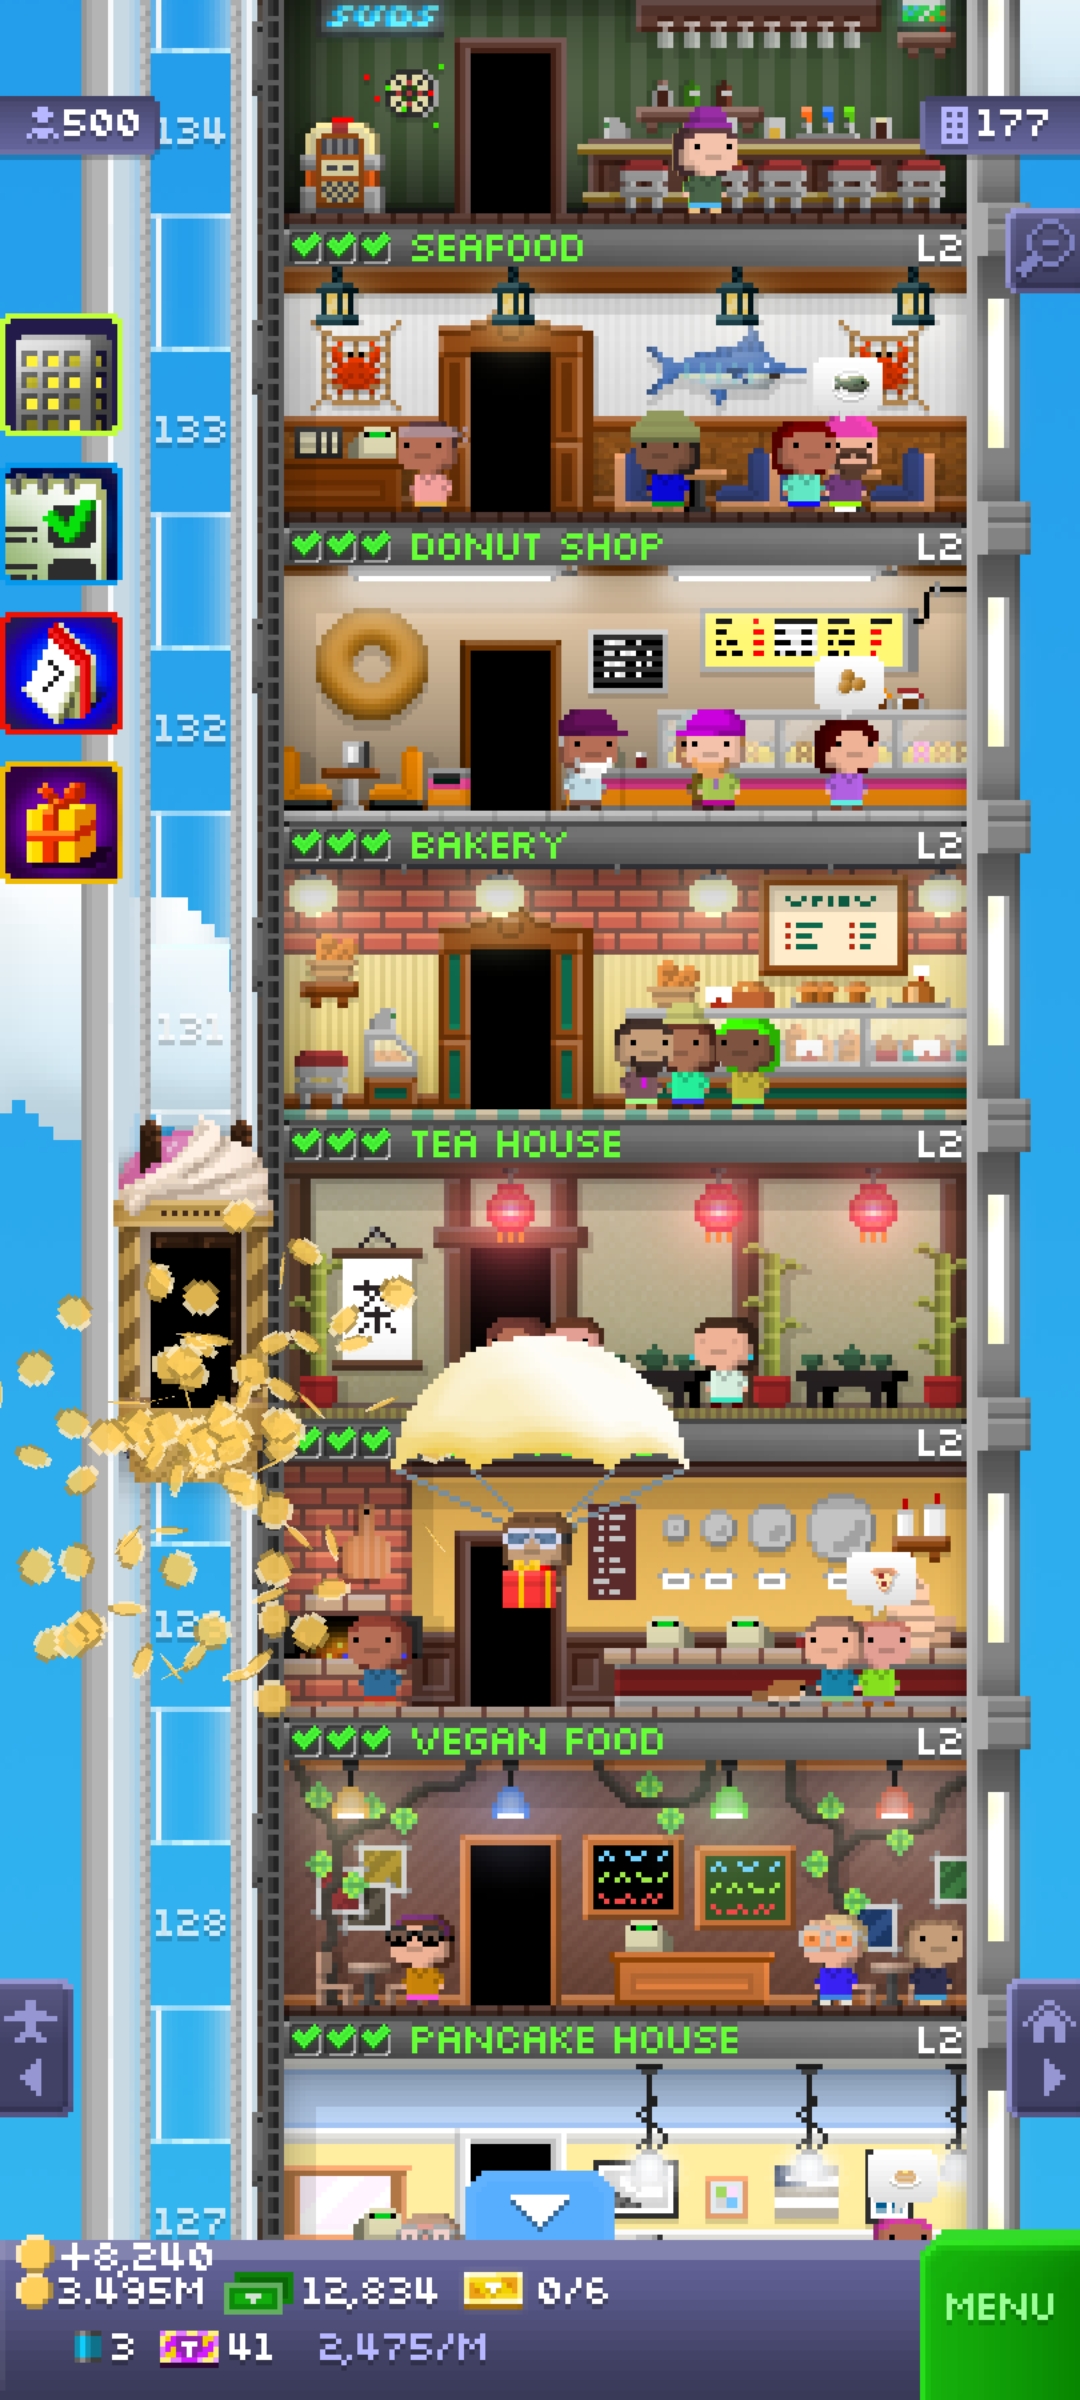 SUDS
500
134
177
SEAFOOD L2
133
DONUT SHOP L2
132
BAKERY L2
131
TEA HOUSE L2
茶
L2
VEGAN FOOD L2
128
PANCAKE HOUSE L2
127
+8,240
3.495M 12,834 0/6
3 T 41 2,475/M
MENU